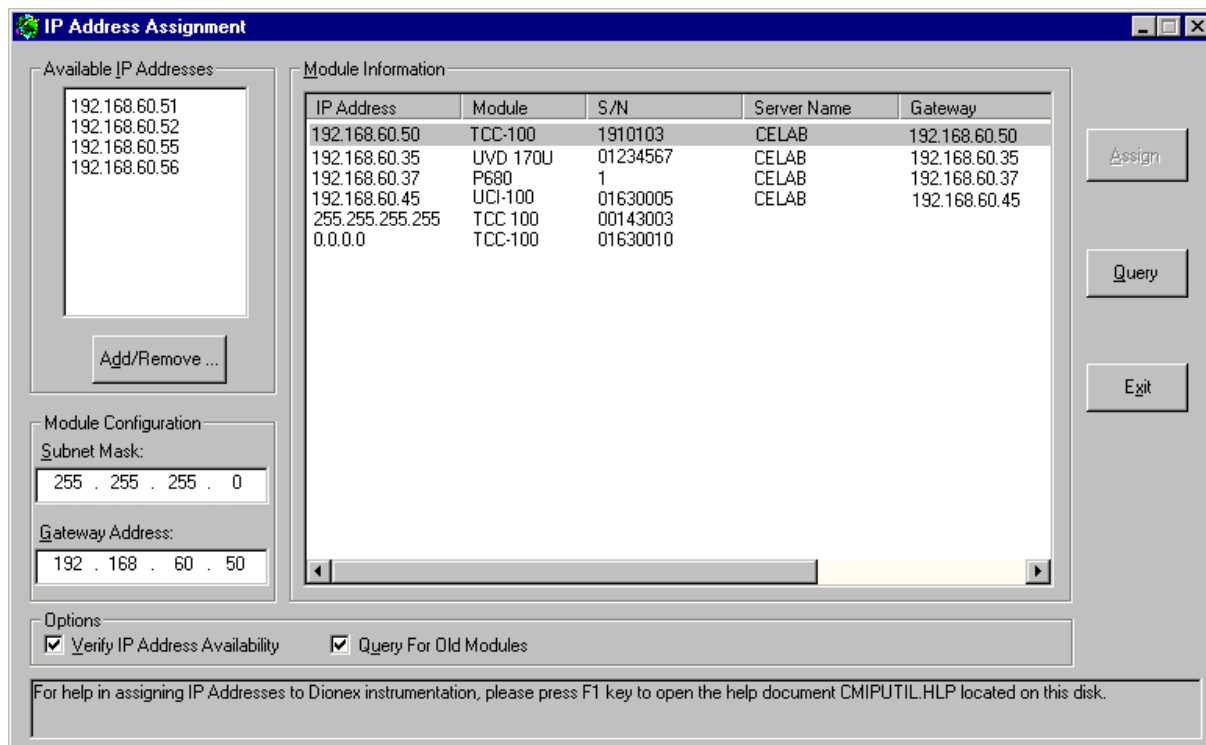 IP Address Assignment
Available IP Addresses
192.168.60.51
192.168.60.52
192.168.60.55
192.168.60.56
Add/Remove ...
Module Configuration
Subnet Mask:
255 . 255 . 255 . 0
Gateway Address:
192 . 168 . 60 . 50
Module Information
IP Address Module S/N Server Name Gateway
192.168.60.50 TCC-100 1910103 CELAB 192.168.60.50
192.168.60.35 UVD 170U 01234567 CELAB 192.168.60.35
192.168.60.37 P680 1 CELAB 192.168.60.37
192.168.60.45 UCI-100 01630005 CELAB 192.168.60.45
255.255.255.255 TCC 100 00143003
0.0.0.0 TCC-100 01630010
Assign
Query
Exit
Options
Verify IP Address Availability Query For Old Modules
For help in assigning IP Addresses to Dionex instrumentation, please press F1 key to open the help document CMIPUTIL.HLP located on this disk.